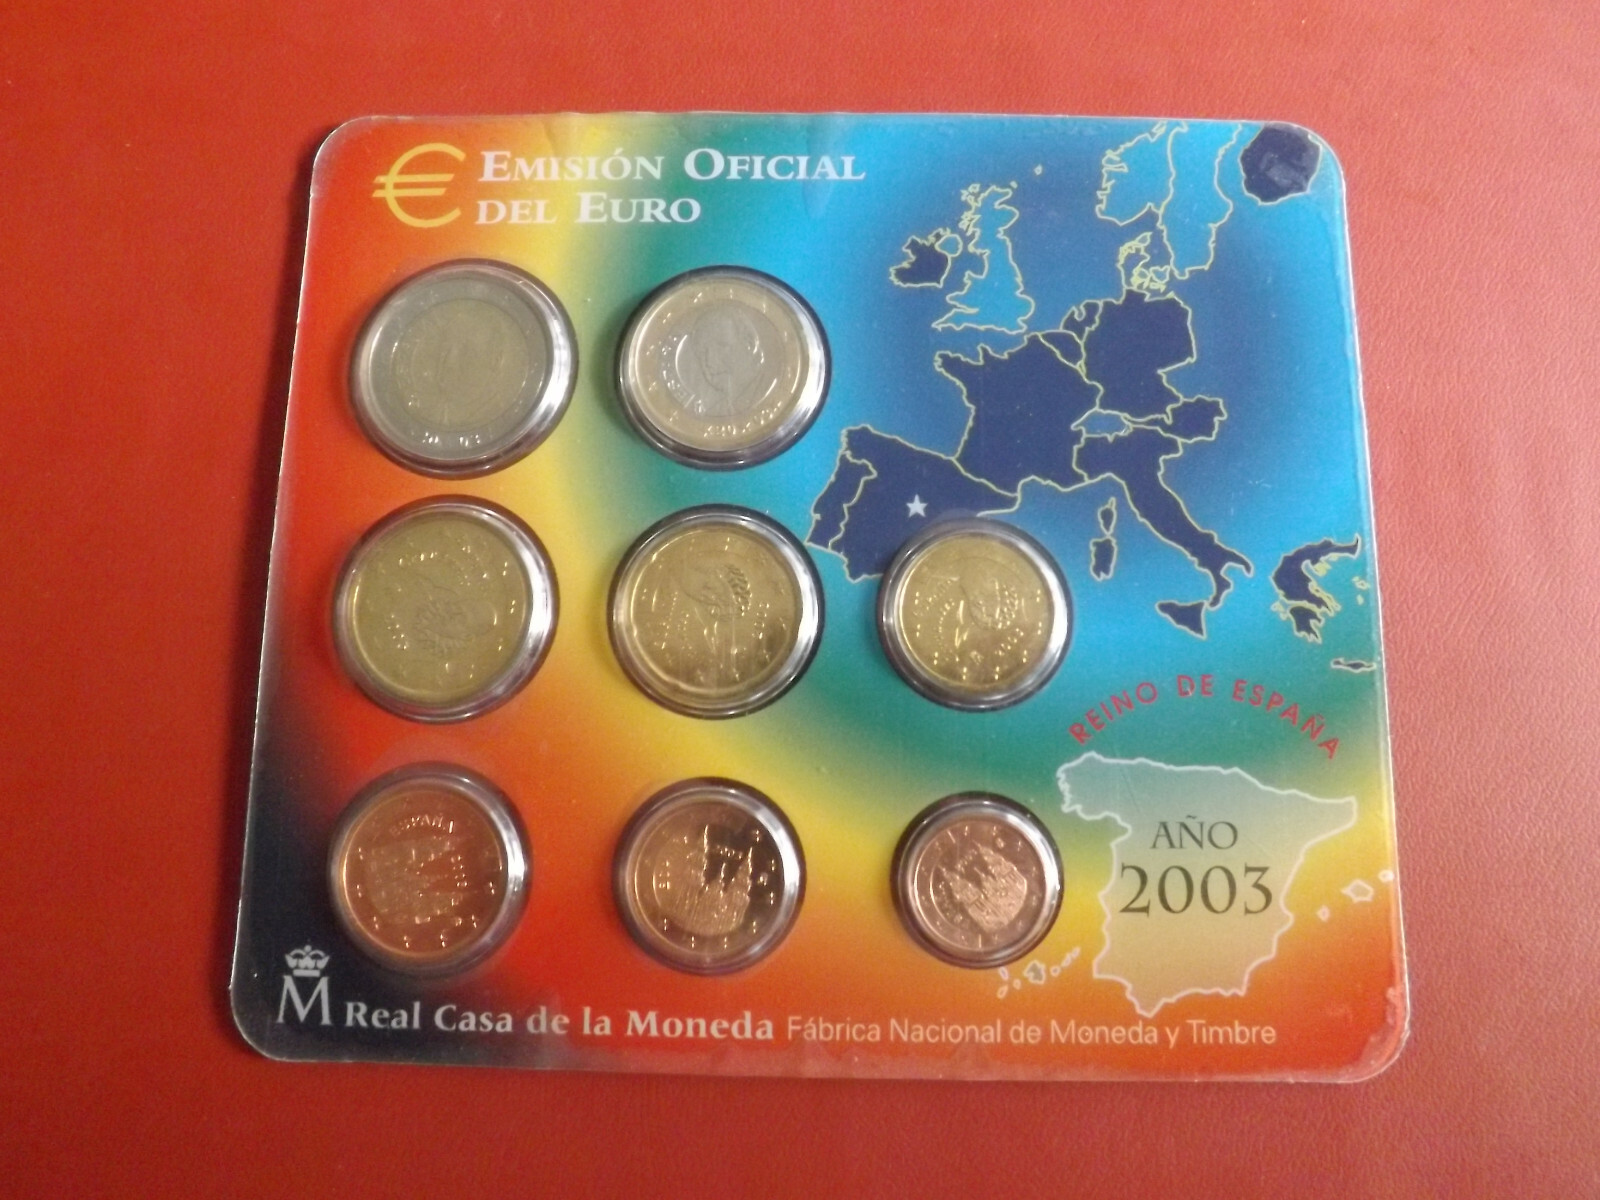 € EMISIÓN OFICIAL
DEL EURO
REINO DE ESPAÑA
ESPAÑA
AÑO
2003
M Real Casa de la Moneda Fábrica Nacional de Moneda y Timbre